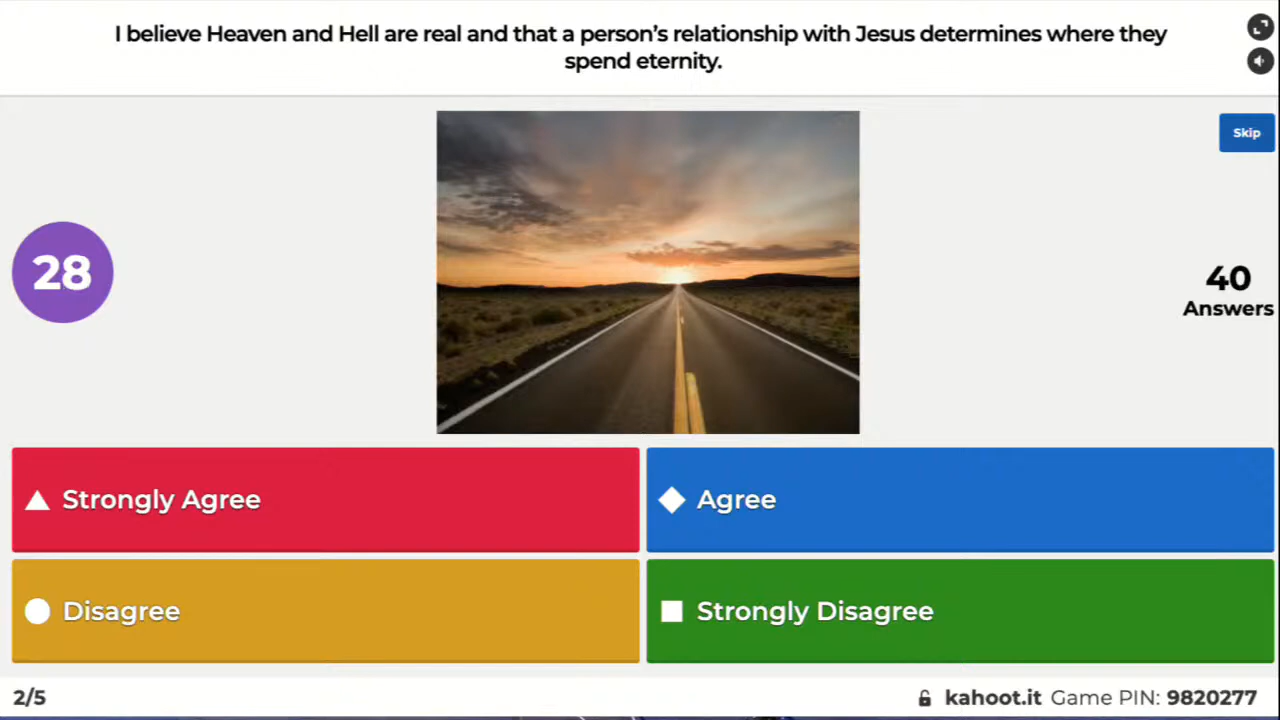 I believe Heaven and Hell are real and that a person's relationship with Jesus determines where they
spend eternity.
Skip
28
40
Answers
Strongly Agree
Agree
Disagree
Strongly Disagree
2/5
kahoot.it Game PIN: 9820277